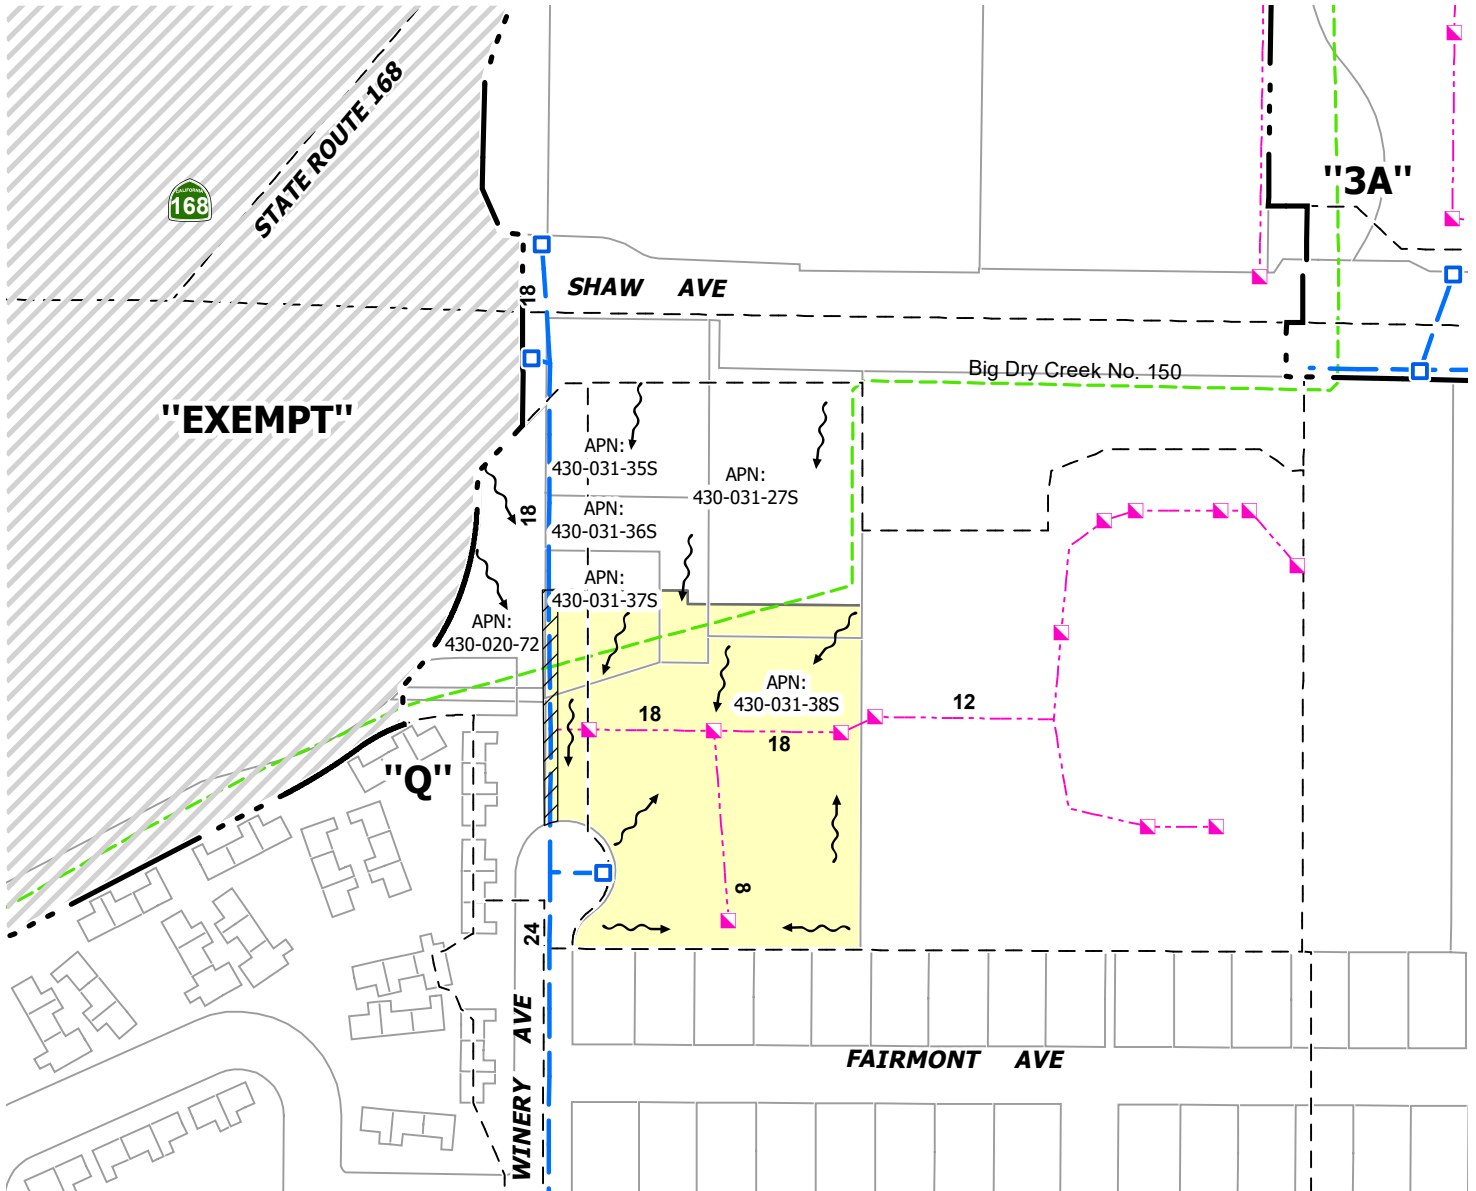 STATE ROUTE 168
CALIFORNIA
168
"3A"
18
SHAW AVE
Big Dry Creek No. 150
"EXEMPT"
APN:
430-031-35S
APN:
430-031-27S
18
APN:
430-031-36S
APN:
430-031-37S
APN:
430-020-72
APN:
430-031-38S
18
12
18
"Q"
8
24
WINERY AVE
FAIRMONT AVE